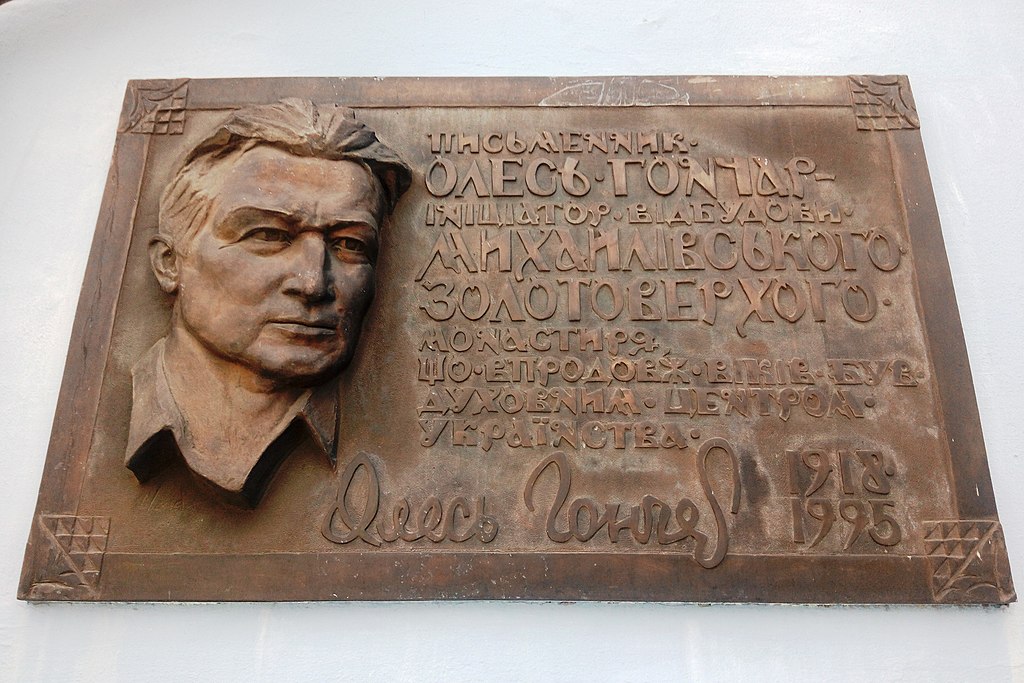 ПИСЬМЕННИК·
ОЛЕСЬ·ГОНЧАР–
ІНІЦІАТОР·ВІДБУДОВИ·
МИХАЙЛІВСЬКОГО·
ЗОЛОТОВЕРХОГО·
МОНАСТИРЯ,
ЩО·ВПРОДОВЖ·ВІКІВ·БУВ·
ДУХОВНИМ·ЦЕНТРОМ·
УКРАЇНСТВА·
Олесь Гончар
1918·
1995